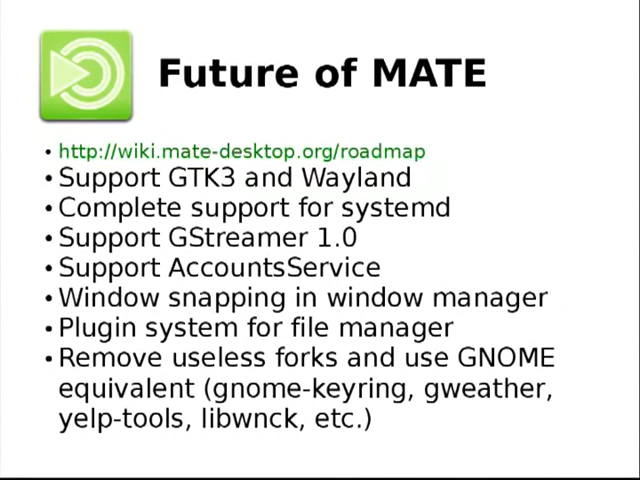 Future of MATE
• http://wiki.mate-desktop.org/roadmap
• Support GTK3 and Wayland
• Complete support for systemd
• Support GStreamer 1.0
• Support AccountsService
• Window snapping in window manager
• Plugin system for file manager
• Remove useless forks and use GNOME
equivalent (gnome-keyring, gweather,
yelp-tools, libwnck, etc.)